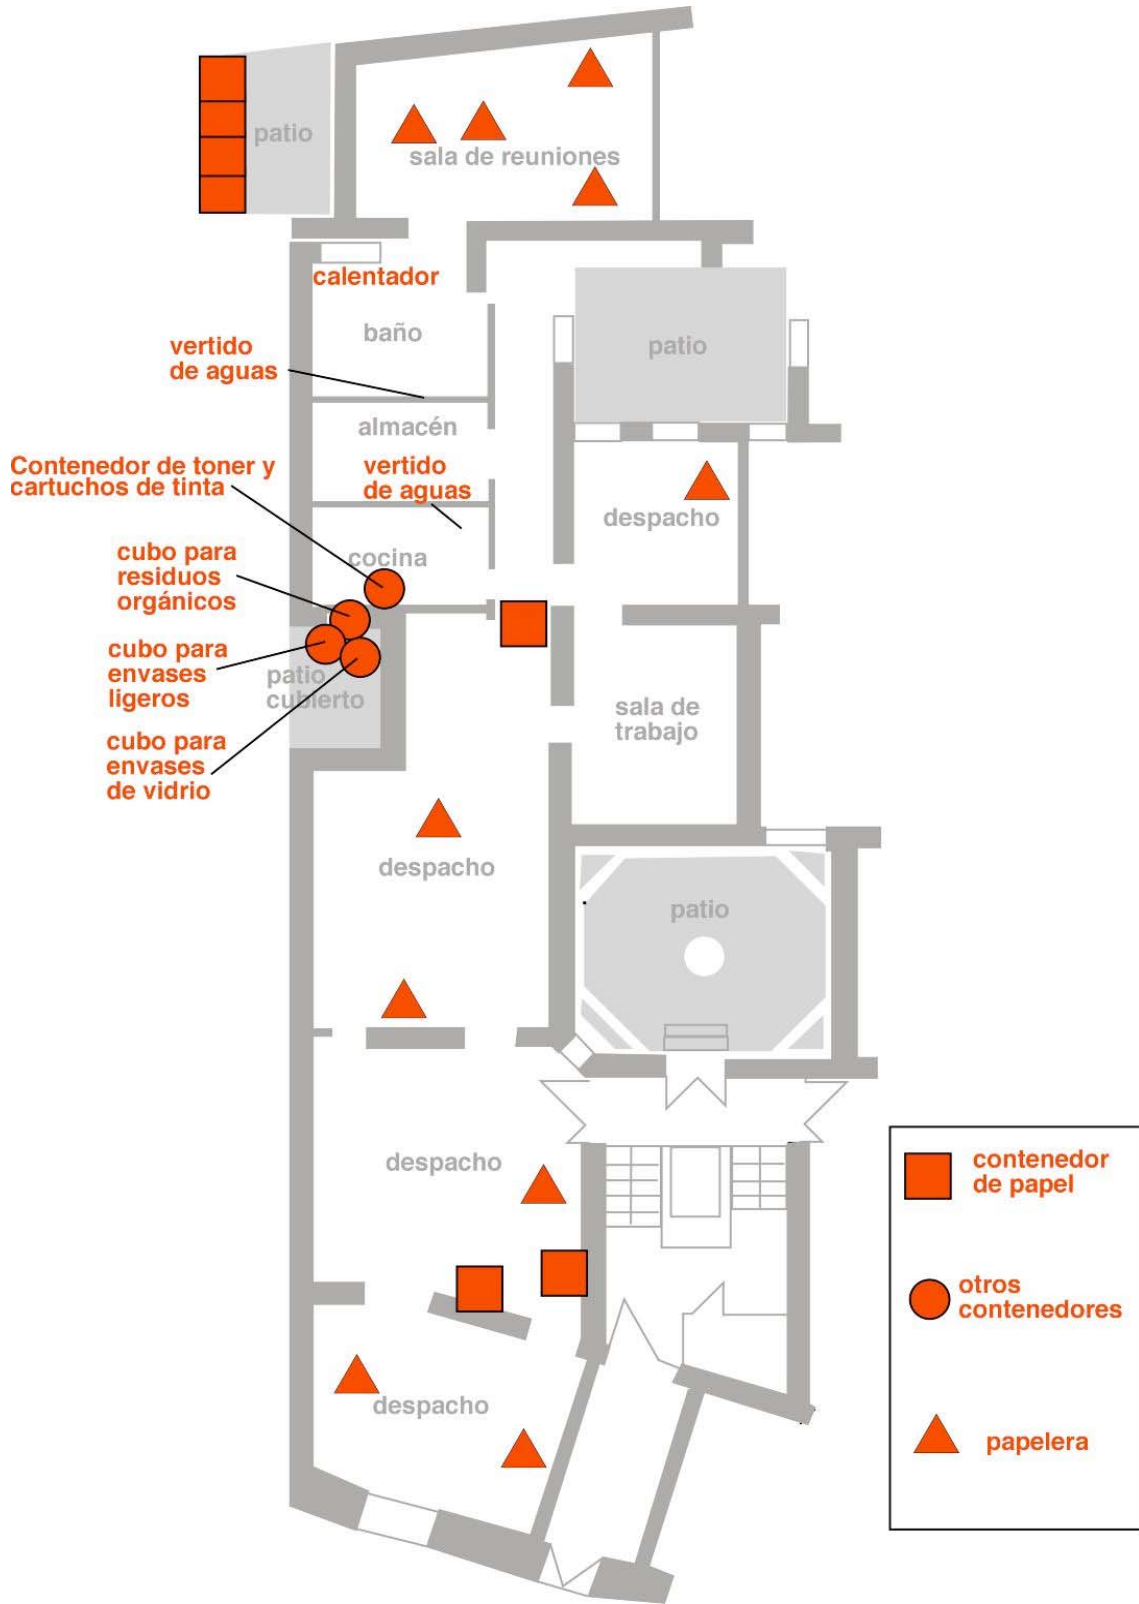 patio
sala de reuniones
calentador
baño
patio
vertido
de aguas
almacén
Contenedor de toner y
cartuchos de tinta
vertido
de aguas
despacho
cubo para
residuos
orgánicos
cocina
cubo para
envases
ligeros
patio
cubierto
sala de
trabajo
cubo para
envases
de vidrio
despacho
patio
despacho
contenedor
de papel
otros
contenedores
despacho
papelera